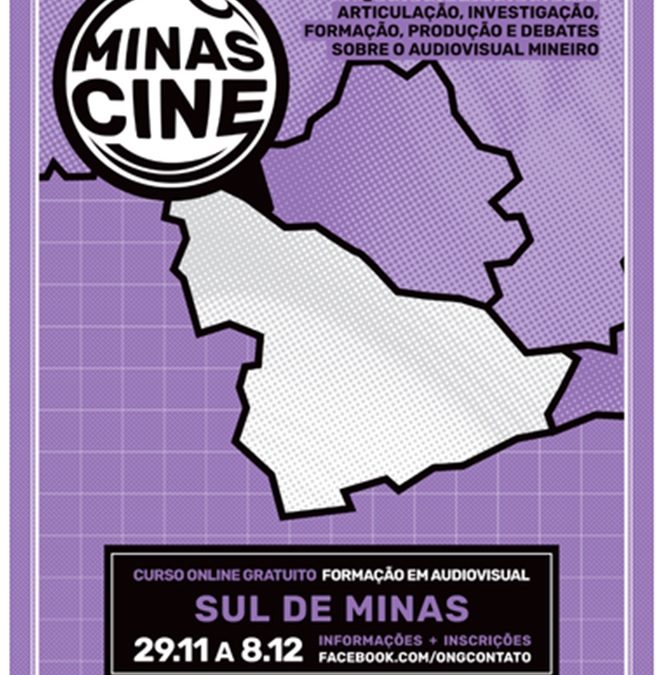 MINAS
CINE
ARTICULAÇÃO, INVESTIGAÇÃO,
FORMAÇÃO, PRODUÇÃO E DEBATES
SOBRE O AUDIOVISUAL MINEIRO
CURSO ONLINE GRATUITO FORMAÇÃO EM AUDIOVISUAL
SUL DE MINAS
29.11 A 8.12
INFORMAÇÕES + INSCRIÇÕES
FACEBOOK.COM/ONGCONTATO